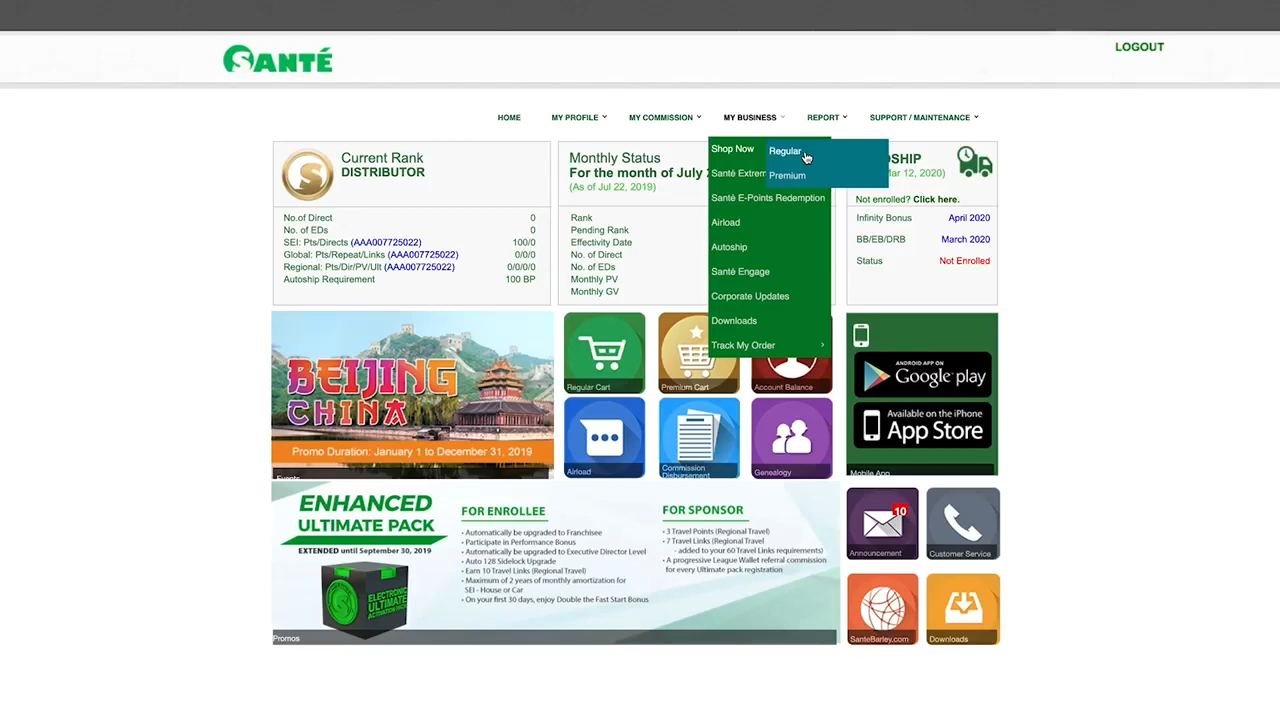 SANTÉ
LOGOUT
HOME
MY PROFILE
MY COMMISSION
MY BUSINESS
REPORT
SUPPORT / MAINTENANCE
Current Rank
DISTRIBUTOR
No.of Direct 0
No. of EDs 0
SEI: Pts/Directs (AAA007725022) 100/0
Global: Pts/Repeat/Links (AAA007725022) 0/0/0
Regional: Pts/Dir/PV/Ult (AAA007725022) 0/0/0/0
Autoship Requirement 100 BP
Monthly Status
For the month of July
(As of Jul 22, 2019)
Rank
Pending Rank
Effectivity Date
No. of Direct
No. of EDs
Monthly PV
Monthly GV
Shop Now
Regular
Premium
Santé Extrem
Santé E-Points Redemption
Airload
Autoship
Santé Engage
Corporate Updates
Downloads
Track My Order
SHIP
Mar 12, 2020)
Not enrolled? Click here.
Infinity Bonus April 2020
BB/EB/DRB March 2020
Status Not Enrolled
BEIJING
CHINA
Promo Duration: January 1 to December 31, 2019
Events
Regular Cart
Premium Cart
Account Balance
Airload
Commission
Disbursement
Genealogy
ANDROID APP ON
Google play
Available on the iPhone
App Store
Mobile App
ENHANCED
ULTIMATE PACK
EXTENDED until September 30, 2019
ELECTRONIC
ULTIMATE
ACTIVATION PACK
FOR ENROLLEE
• Automatically be upgraded to Franchisee
• Participate in Performance Bonus
• Automatically be upgraded to Executive Director Level
• Auto 128 Sidelock Upgrade
• Earn 10 Travel Links (Regional Travel)
• Maximum of 2 years of monthly amortization for
SEI - House or Car
• On your first 30 days, enjoy Double the Fast Start Bonus
FOR SPONSOR
• 3 Travel Points (Regional Travel)
• 7 Travel Links (Regional Travel
- added to your 60 Travel Links requirements)
• A progressive League Wallet referral commission
for every Ultimate pack registration
Promos
10
Announcement
Customer Service
SanteBarley.com
Downloads